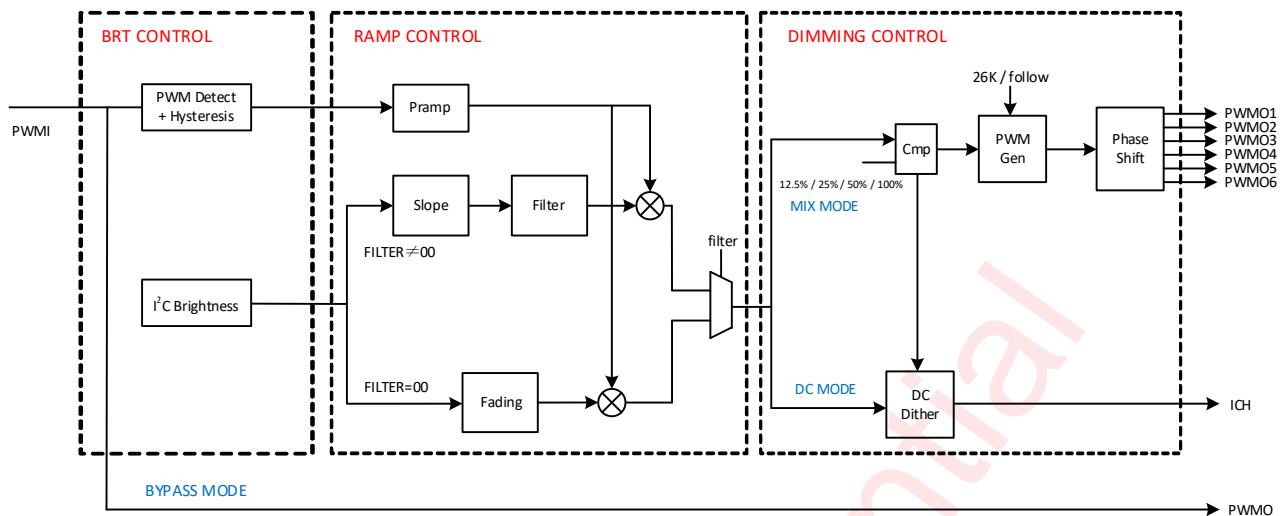 BRT CONTROL
RAMP CONTROL
DIMMING CONTROL
PWMI
PWM Detect
+ Hysteresis
Pramp
26K / follow
Cmp
PWM
Gen
Phase
Shift
PWMO1
PWMO2
PWMO3
PWMO4
PWMO5
PWMO6
12.5% / 25% / 50% / 100%
MIX MODE
Slope
Filter
FILTER≠00
filter
I²C Brightness
FILTER=00
Fading
DC MODE
DC
Dither
ICH
BYPASS MODE
PWMO
ntial